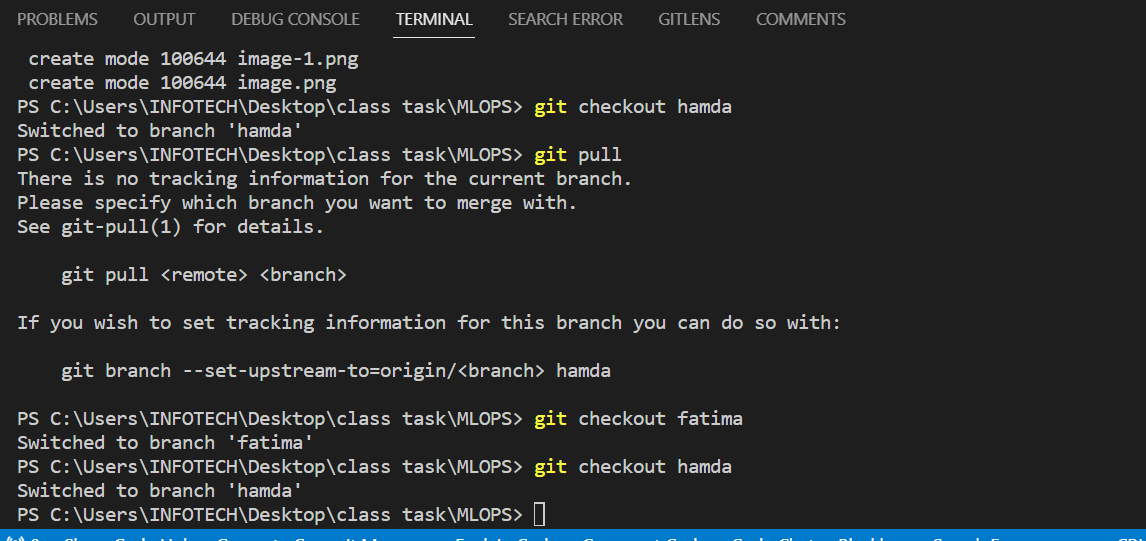 PROBLEMS OUTPUT DEBUG CONSOLE TERMINAL SEARCH ERROR GITLENS COMMENTS
create mode 100644 image-1.png
create mode 100644 image.png
PS C:\Users\INFOTECH\Desktop\class task\MLOPS> git checkout hamda
Switched to branch 'hamda'
PS C:\Users\INFOTECH\Desktop\class task\MLOPS> git pull
There is no tracking information for the current branch.
Please specify which branch you want to merge with.
See git-pull(1) for details.
git pull <remote> <branch>
If you wish to set tracking information for this branch you can do so with:
git branch --set-upstream-to=origin/<branch> hamda
PS C:\Users\INFOTECH\Desktop\class task\MLOPS> git checkout fatima
Switched to branch 'fatima'
PS C:\Users\INFOTECH\Desktop\class task\MLOPS> git checkout hamda
Switched to branch 'hamda'
PS C:\Users\INFOTECH\Desktop\class task\MLOPS>